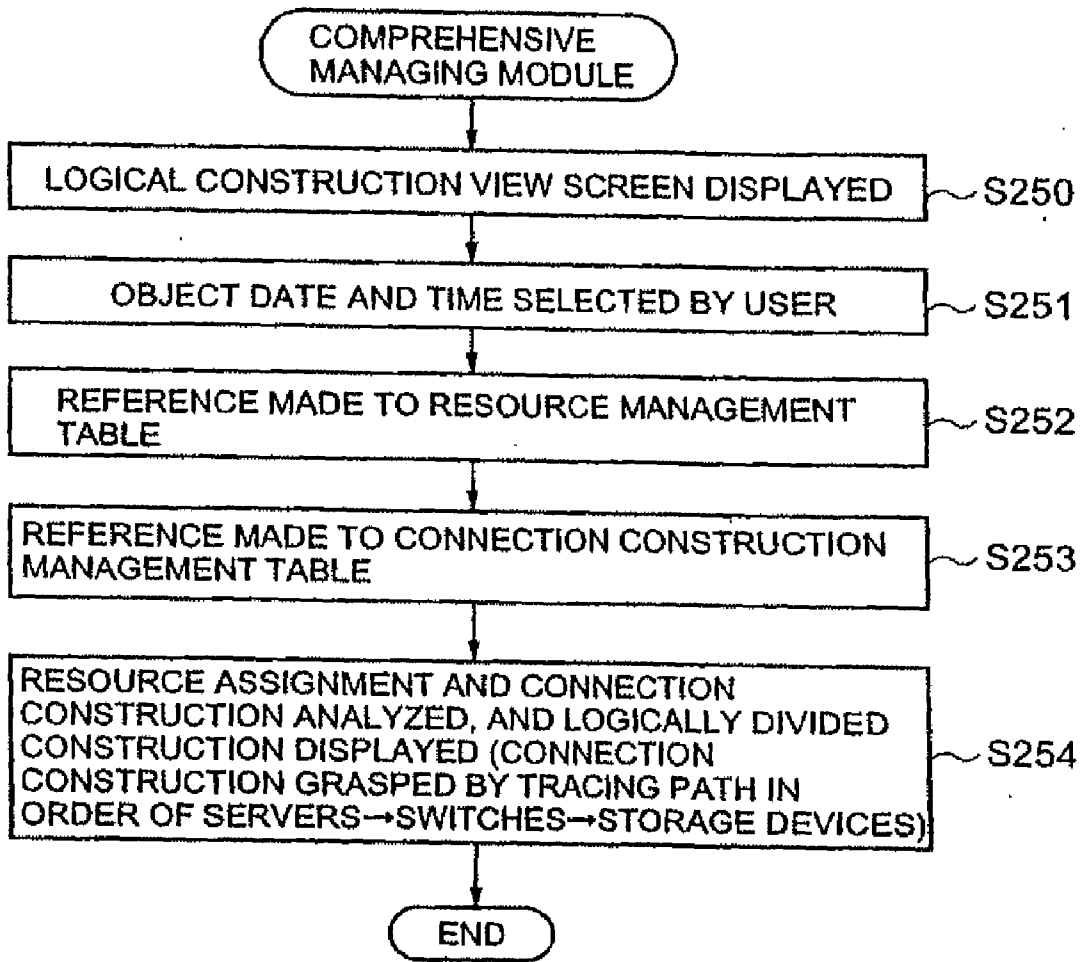 COMPREHENSIVE
MANAGING MODULE
LOGICAL CONSTRUCTION VIEW SCREEN DISPLAYED
S250
OBJECT DATE AND TIME SELECTED BY USER
S251
REFERENCE MADE TO RESOURCE MANAGEMENT
TABLE
S252
REFERENCE MADE TO CONNECTION CONSTRUCTION
MANAGEMENT TABLE
S253
RESOURCE ASSIGNMENT AND CONNECTION
CONSTRUCTION ANALYZED, AND LOGICALLY DIVIDED
CONSTRUCTION DISPLAYED (CONNECTION
CONSTRUCTION GRASPED BY TRACING PATH IN
ORDER OF SERVERS→SWITCHES→STORAGE DEVICES)
S254
END